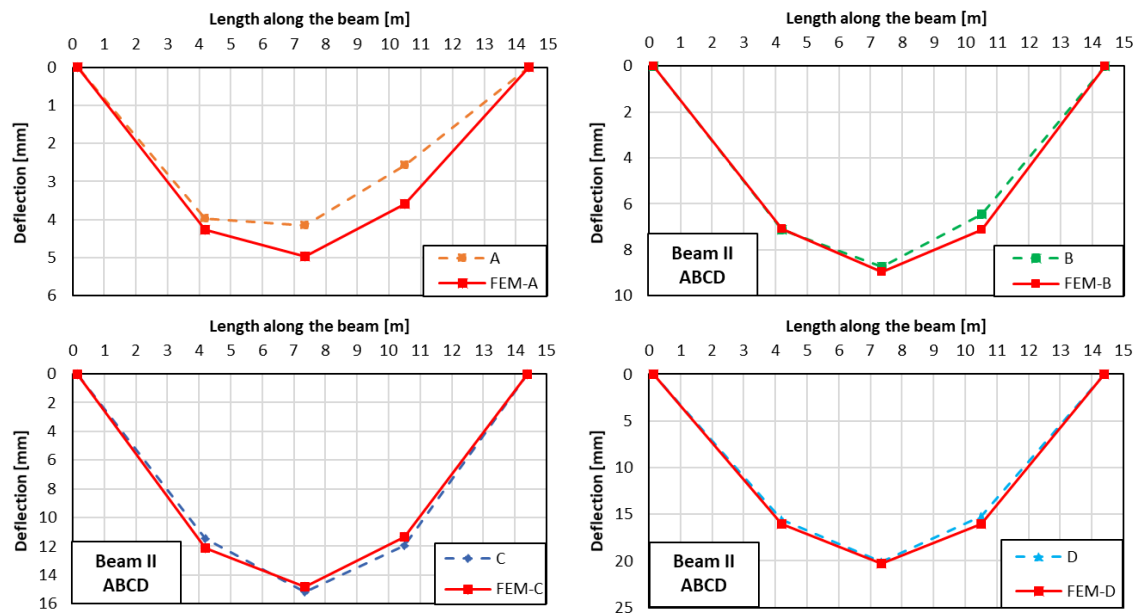 Length along the beam [m]
0 1 2 3 4 5 6 7 8 9 10 11 12 13 14 15
Deflection [mm]
0
1
2
3
4
5
6
A
FEM-A
Length along the beam [m]
0 1 2 3 4 5 6 7 8 9 10 11 12 13 14 15
Deflection [mm]
0
2
4
6
8
10
Beam II
ABCD
B
FEM-B
Length along the beam [m]
0 1 2 3 4 5 6 7 8 9 10 11 12 13 14 15
Deflection [mm]
0
2
4
6
8
10
12
14
16
Beam II
ABCD
C
FEM-C
Length along the beam [m]
0 1 2 3 4 5 6 7 8 9 10 11 12 13 14 15
Deflection [mm]
0
5
10
15
20
25
Beam II
ABCD
D
FEM-D